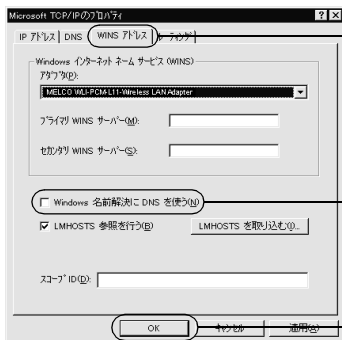 Microsoft TCP/IPのﾌﾟﾛﾊﾟﾃｨ
IP ｱﾄﾞﾚｽ DNS WINS ｱﾄﾞﾚｽ ﾙｰﾃｨﾝｸﾞ
Windows ｲﾝﾀｰﾈｯﾄ ﾈｰﾑ ｻｰﾋﾞｽ (WINS)
ｱﾀﾞﾌﾟﾀ(P):
MELCO WLI-PCM-L11-Wireless LAN Adapter
ﾌﾟﾗｲﾏﾘ WINS ｻｰﾊﾞｰ(M):
ｾｶﾝﾀﾞﾘ WINS ｻｰﾊﾞｰ(S):
Windows 名前解決に DNS を使う(N)
LMHOSTS 参照を行う(B)
LMHOSTS を取り込む(I)...
ｽｺｰﾌﾟ ID(D):
OK ｷｬﾝｾﾙ 適用(A)